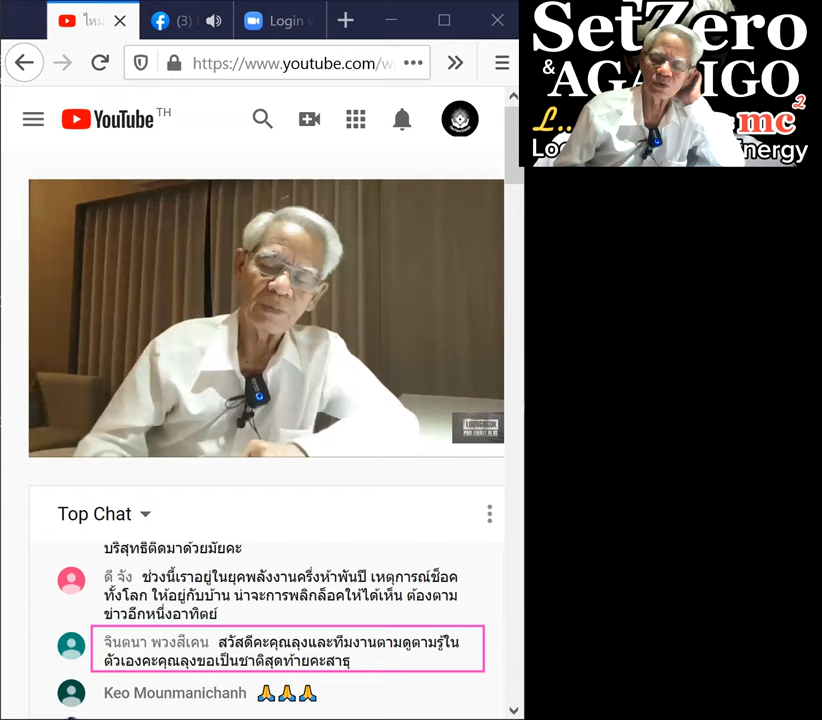 ใหม่
(3)
Login
https://www.youtube.com/w
YouTube TH
SetZero
&
AGA IGO
L.. mc2
Lo nergy
LOONGNGOK
PURE ENERGY OF US
Top Chat
บริสุทธิติดมาด้วยมัยคะ
ดี จัง ช่วงนี้เราอยู่ในยุคพลังงานครึ่งห้าพันปี เหตุการณ์ช็อค
ทั้งโลก ให้อยู่กับบ้าน น่าจะการพลิกล็อคให้ได้เห็น ต้องตาม
ข่าวอีกหนึ่งอาทิตย์
จินตนา พวงสีเคน สวัสดีคะคุณลุงและทีมงานตามดูตามรู้ใน
ตัวเองคะคุณลุงขอเป็นชาติสุดท้ายคะสาธุ
Keo Mounmanichanh 🙏🙏🙏